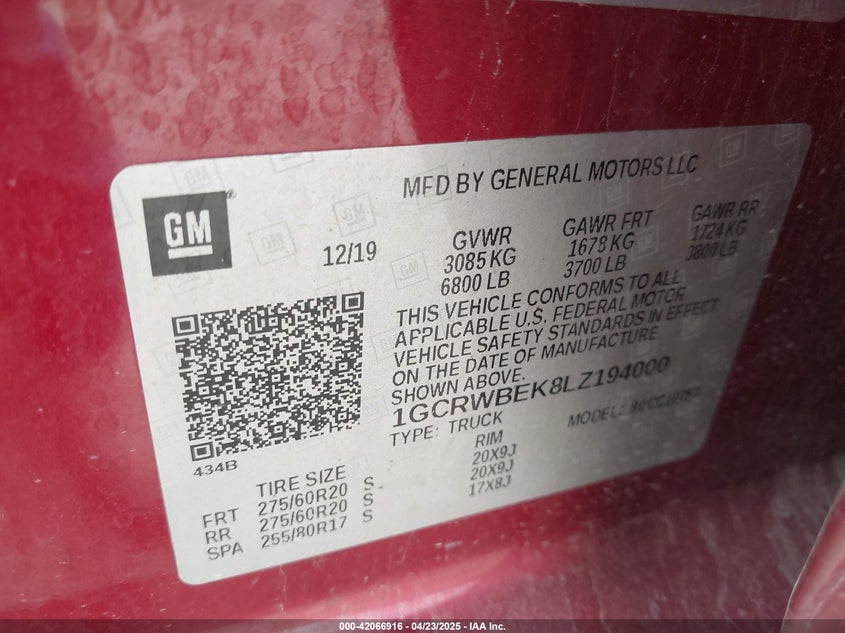 MFD BY GENERAL MOTORS LLC
GM
®
12/19
GVWR GAWR FRT GAWR RR
3085 KG 1678 KG 1724 KG
6800 LB 3700 LB 3800 LB
THIS VEHICLE CONFORMS TO ALL
APPLICABLE U.S. FEDERAL MOTOR
VEHICLE SAFETY STANDARDS IN EFFECT
ON THE DATE OF MANUFACTURE
SHOWN ABOVE.
1GCRWBEK8LZ194000
TYPE: TRUCK MODEL:
434B
TIRE SIZE RIM
FRT 275/60R20 S 20X9J
RR 275/60R20 S 20X9J
SPA 255/80R17 S 17X8J
000-42066916 | 04/23/2025 | IAA Inc.